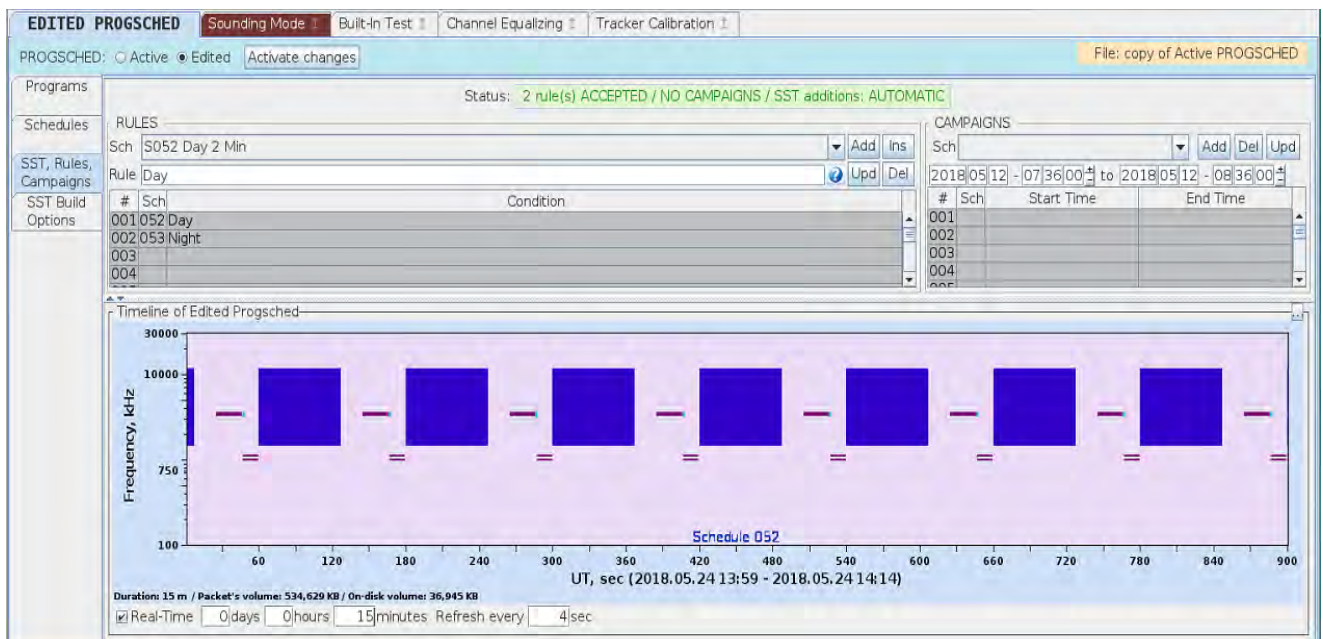 EDITED PROGSCHED Sounding Mode Built-In Test Channel Equalizing Tracker Calibration
PROGSCHED: Active Edited Activate changes File: copy of Active PROGSCHED
Programs
Schedules
SST, Rules,
Campaigns
SST Build
Options
Status: 2 rule(s) ACCEPTED / NO CAMPAIGNS / SST additions: AUTOMATIC
RULES
Sch S052 Day 2 Min Add Ins
Rule Day ? Upd Del
# Sch Condition
001 052 Day
002 053 Night
003
004
CAMPAIGNS
Sch Add Del Upd
2018 05 12 - 07 36 00 to 2018 05 12 - 08 36 00
# Sch Start Time End Time
001
002
003
004
005
Timeline of Edited Progsched ..
30000
10000
750
100
Frequency, kHz
Schedule 052
60 120 180 240 300 360 420 480 540 600 660 720 780 840 900
UT, sec (2018.05.24 13:59 - 2018.05.24 14:14)
Duration: 15 m / Packet's volume: 534,629 KB / On-disk volume: 36,945 KB
Real-Time 0 days 0 hours 15 minutes Refresh every 4 sec